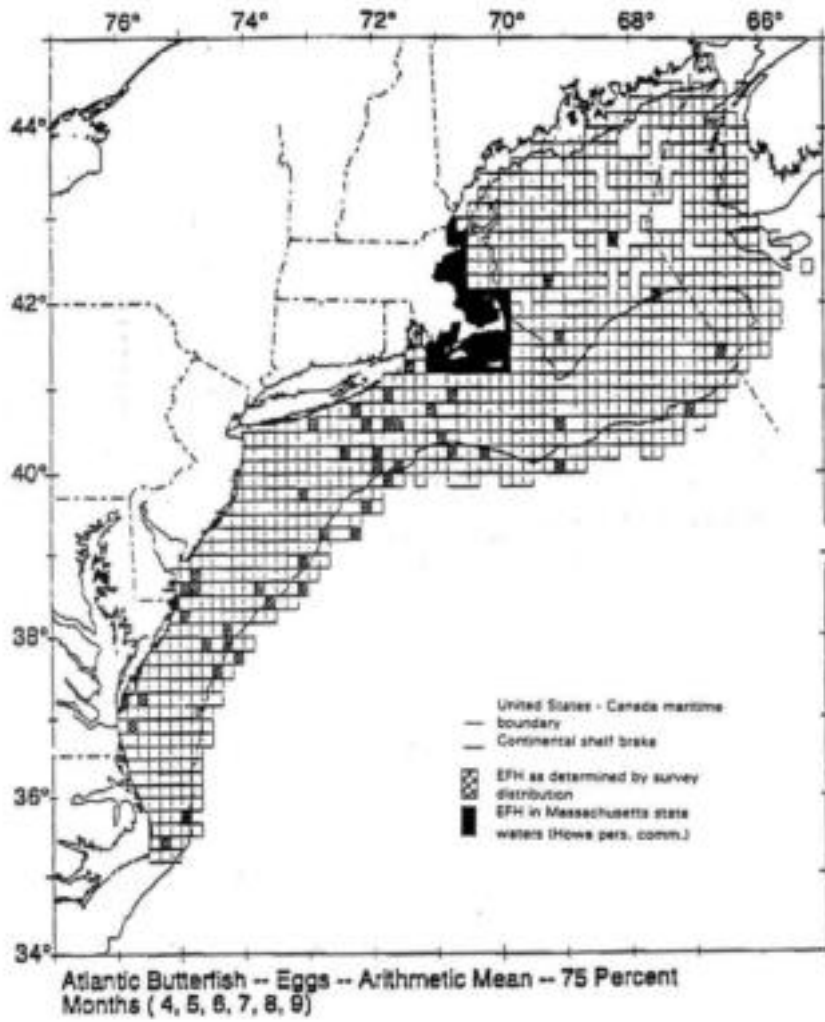 76° 74° 72° 70° 68° 66°
44°
42°
40°
38°
36°
34°
United States - Canada maritime
boundary
Continental shelf brake
EFH as determined by survey
distribution
EFH in Massachusetts state
waters (Howe pers. comm.)
Atlantic Butterfish -- Eggs -- Arithmetic Mean -- 75 Percent
Months ( 4, 5, 6, 7, 8, 9)